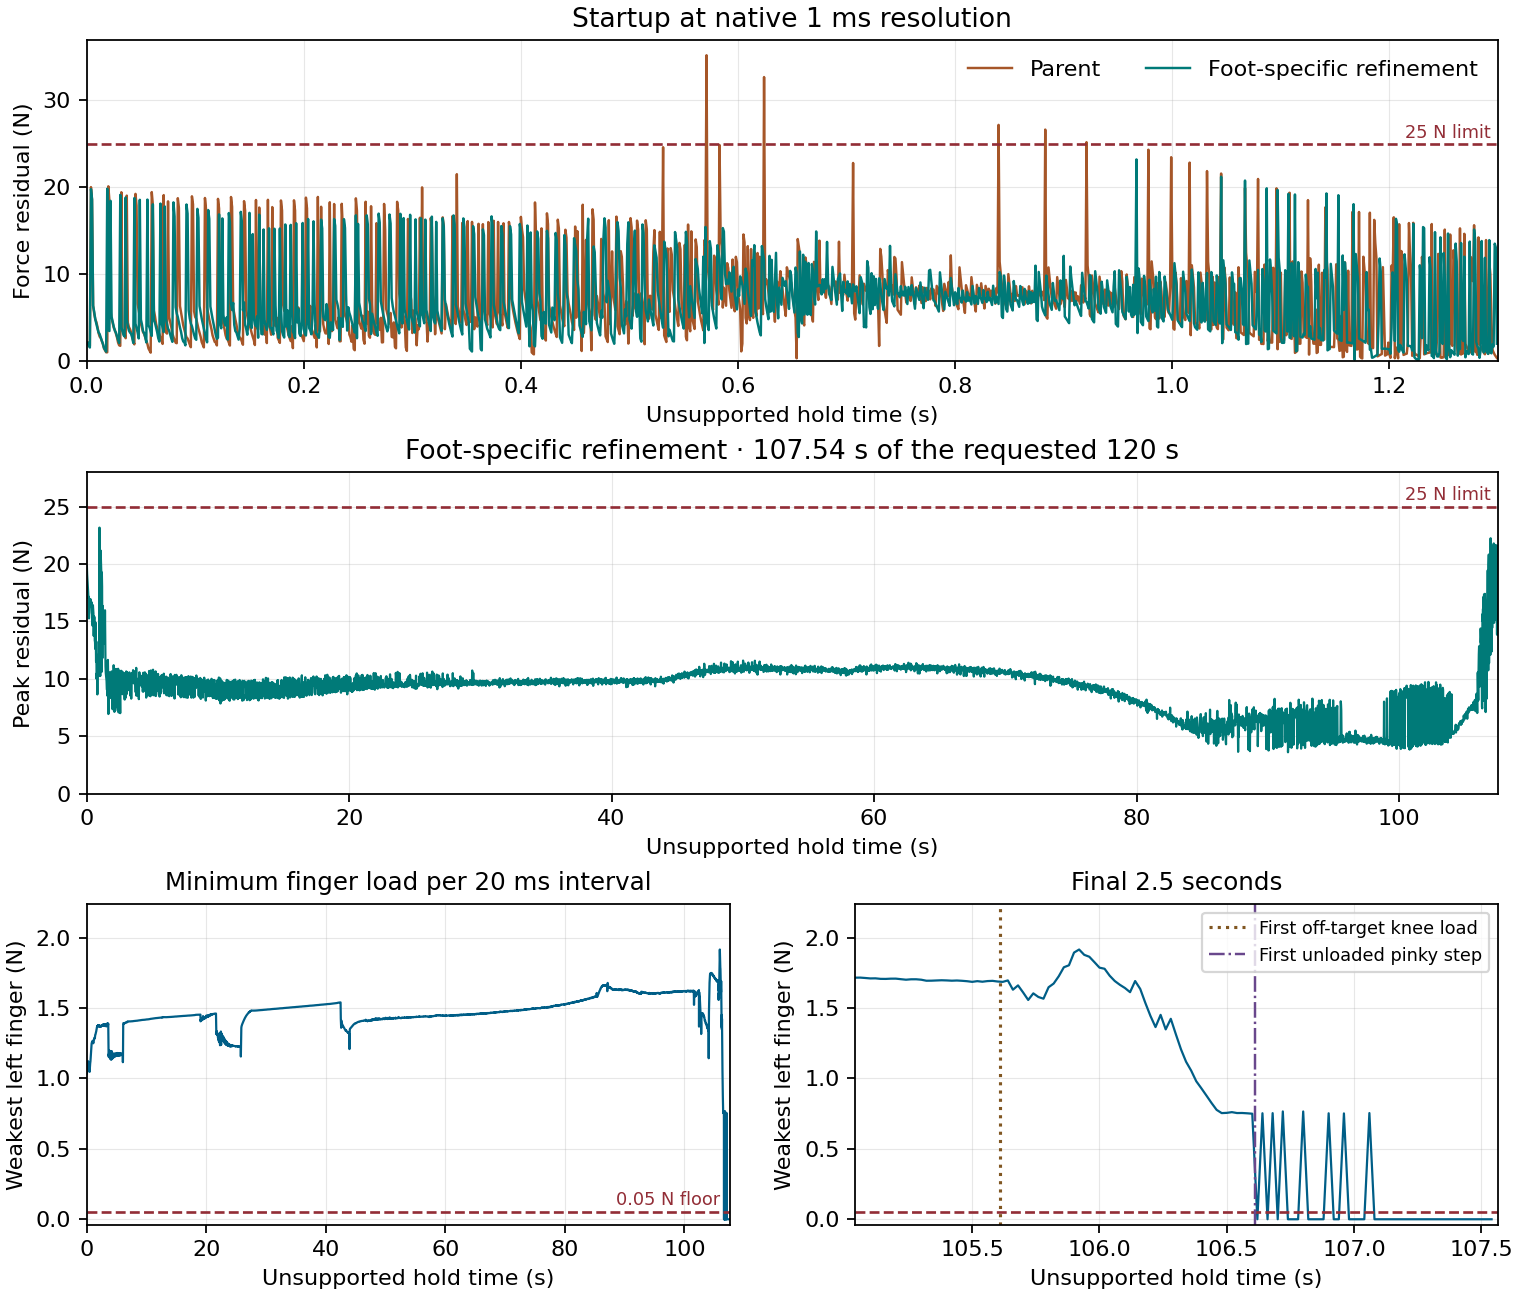 Startup at native 1 ms resolution
Force residual (N)
30
20
10
0
Parent
Foot-specific refinement
25 N limit
0.0 0.2 0.4 0.6 0.8 1.0 1.2
Unsupported hold time (s)
Foot-specific refinement · 107.54 s of the requested 120 s
Peak residual (N)
25
20
15
10
5
0
25 N limit
0 20 40 60 80 100
Unsupported hold time (s)
Minimum finger load per 20 ms interval
Weakest left finger (N)
2.0
1.5
1.0
0.5
0.0
0.05 N floor
0 20 40 60 80 100
Unsupported hold time (s)
Final 2.5 seconds
Weakest left finger (N)
2.0
1.5
1.0
0.5
0.0
First off-target knee load
First unloaded pinky step
105.5 106.0 106.5 107.0 107.5
Unsupported hold time (s)